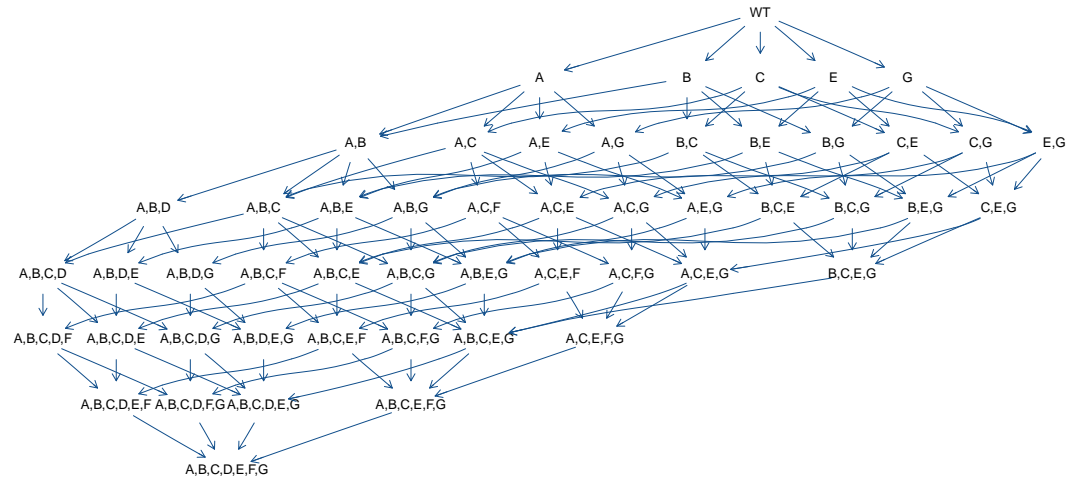 WT
A B C E G
A,B A,C A,E A,G B,C B,E B,G C,E C,G E,G
A,B,D A,B,C A,B,E A,B,G A,C,F A,C,E A,C,G A,E,G B,C,E B,C,G B,E,G C,E,G
A,B,C,D A,B,D,E A,B,D,G A,B,C,F A,B,C,E A,B,C,G A,B,E,G A,C,E,F A,C,F,G A,C,E,G B,C,E,G
A,B,C,D,F A,B,C,D,E A,B,C,D,G A,B,D,E,G A,B,C,E,F A,B,C,F,G A,B,C,E,G A,C,E,F,G
A,B,C,D,E,F A,B,C,D,F,G A,B,C,D,E,G A,B,C,E,F,G
A,B,C,D,E,F,G